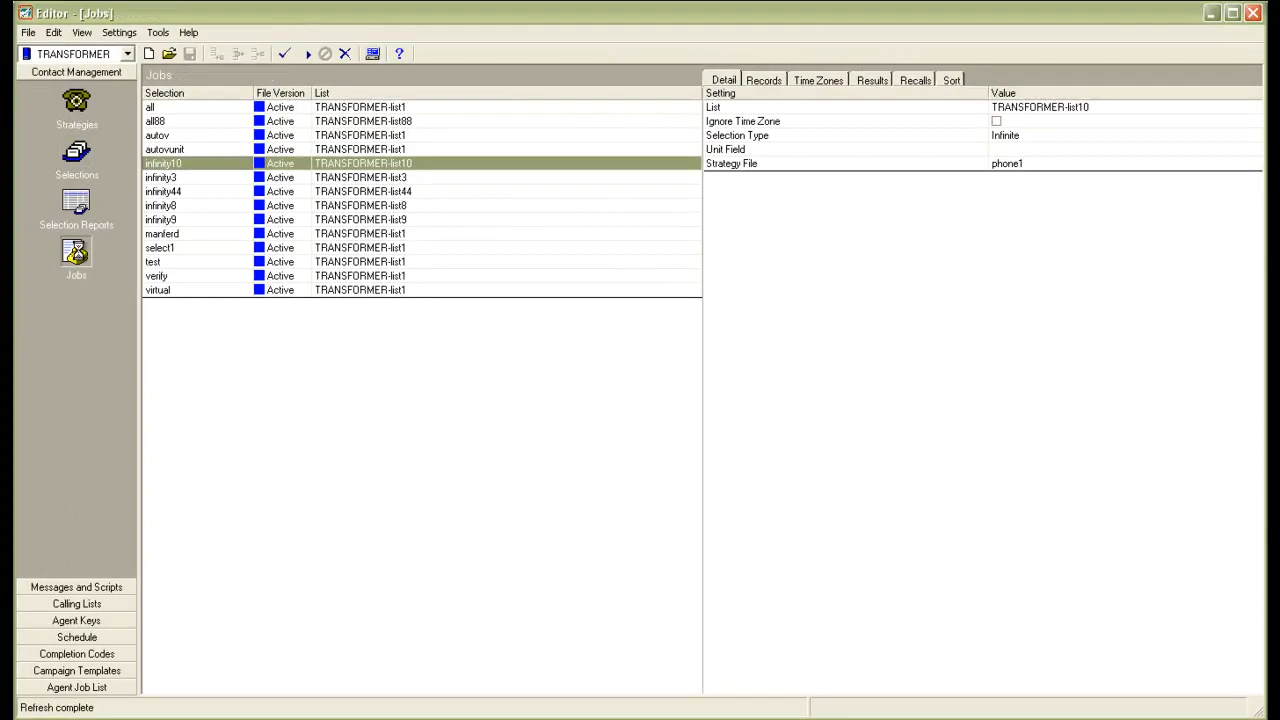 Editor - [Jobs]
File Edit View Settings Tools Help
TRANSFORMER
Contact Management
Strategies
Selections
Selection Reports
Jobs
Messages and Scripts
Calling Lists
Agent Keys
Schedule
Completion Codes
Campaign Templates
Agent Job List
Jobs
Selection File Version List
all Active TRANSFORMER-list1
all88 Active TRANSFORMER-list88
autov Active TRANSFORMER-list1
autovunit Active TRANSFORMER-list1
infinity10 Active TRANSFORMER-list10
infinity3 Active TRANSFORMER-list3
infinity44 Active TRANSFORMER-list44
infinity8 Active TRANSFORMER-list8
infinity9 Active TRANSFORMER-list9
manferd Active TRANSFORMER-list1
select1 Active TRANSFORMER-list1
test Active TRANSFORMER-list1
verify Active TRANSFORMER-list1
virtual Active TRANSFORMER-list1
Detail Records Time Zones Results Recalls Sort
Setting Value
List TRANSFORMER-list10
Ignore Time Zone
Selection Type Infinite
Unit Field
Strategy File phone1
Refresh complete